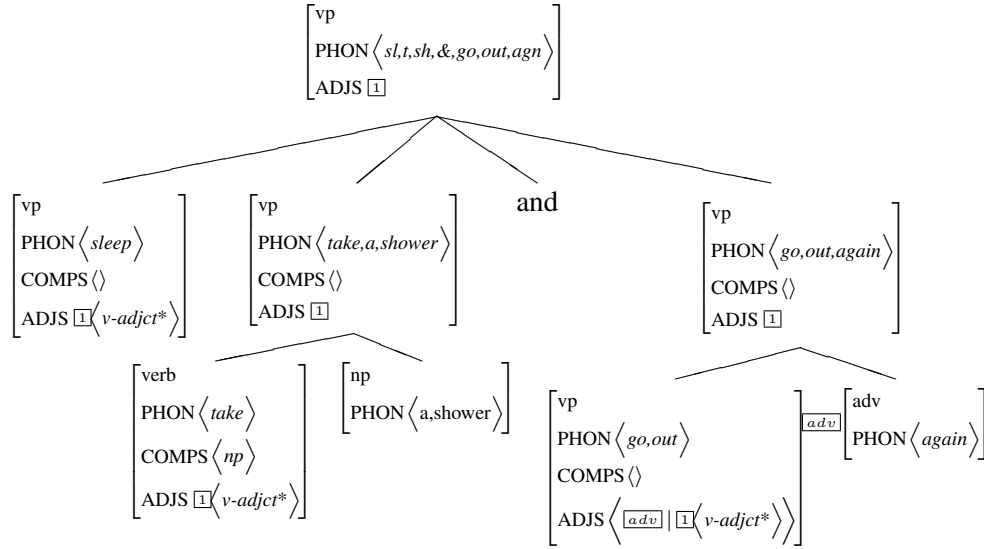 vp
PHON ⟨sl,t,sh,&,go,out,agn⟩
ADJS [1]
vp
PHON ⟨sleep⟩
COMPS ⟨⟩
ADJS [1]⟨v-adjct*⟩
vp
PHON ⟨take,a,shower⟩
COMPS ⟨⟩
ADJS [1]
and
vp
PHON ⟨go,out,again⟩
COMPS ⟨⟩
ADJS [1]
verb
PHON ⟨take⟩
COMPS ⟨np⟩
ADJS [1]⟨v-adjct*⟩
np
PHON ⟨a,shower⟩
vp
PHON ⟨go,out⟩
COMPS ⟨⟩
ADJS ⟨[adv] | [1]⟨v-adjct*⟩⟩
[adv]
adv
PHON ⟨again⟩